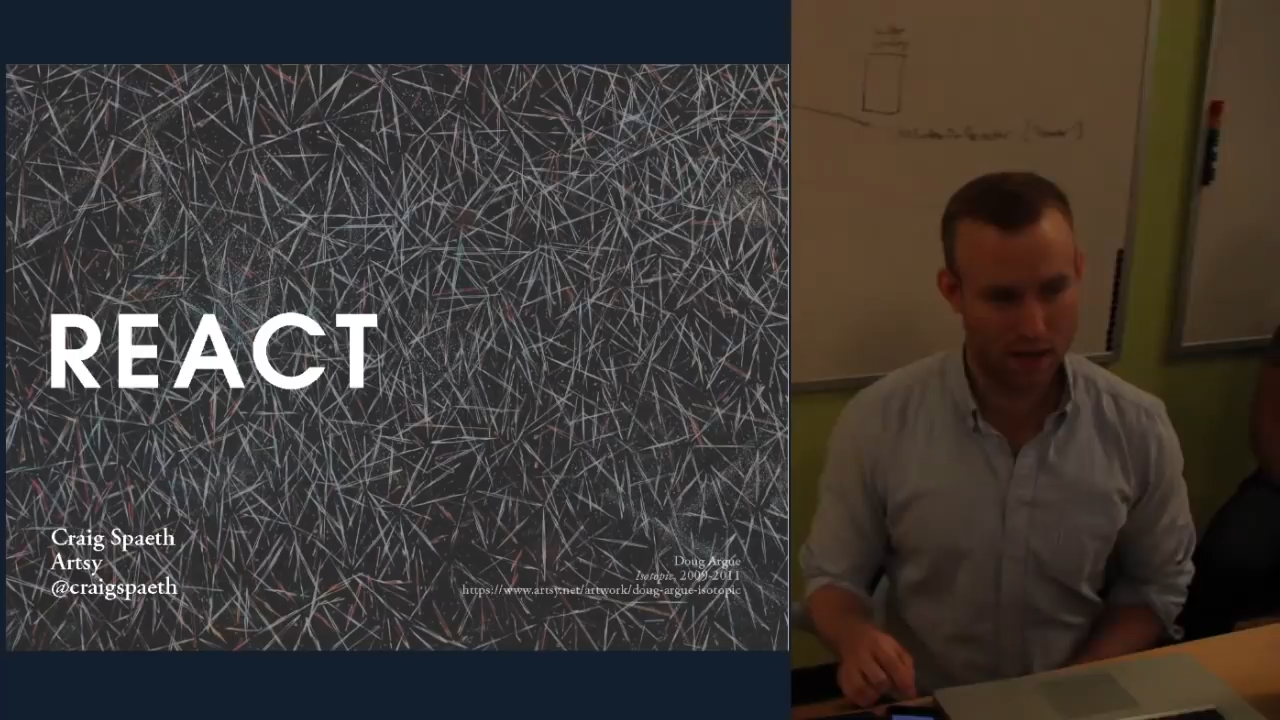 REACT
Craig Spaeth
Artsy
@craigspaeth
Doug Argue
Isotopic, 2009-2011
https://www.artsy.net/artwork/doug-argue-isotopic